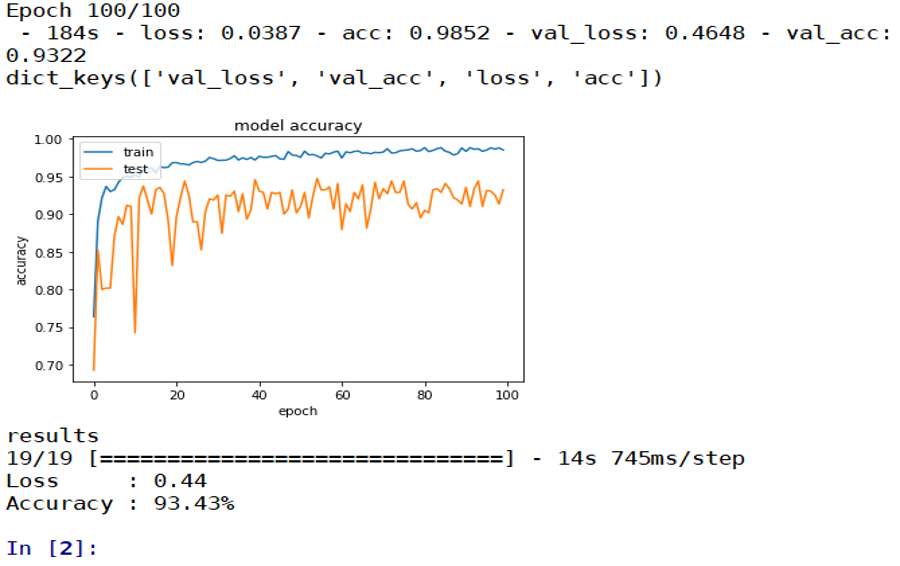 Epoch 100/100
 - 184s - loss: 0.0387 - acc: 0.9852 - val_loss: 0.4648 - val_acc:
0.9322
dict_keys(['val_loss', 'val_acc', 'loss', 'acc'])
model accuracy
1.00
train
test
0.95
0.90
0.85
0.80
0.75
0.70
accuracy
0 20 40 60 80 100
epoch
results
19/19 [==============================] - 14s 745ms/step
Loss     : 0.44
Accuracy : 93.43%
In [2]: